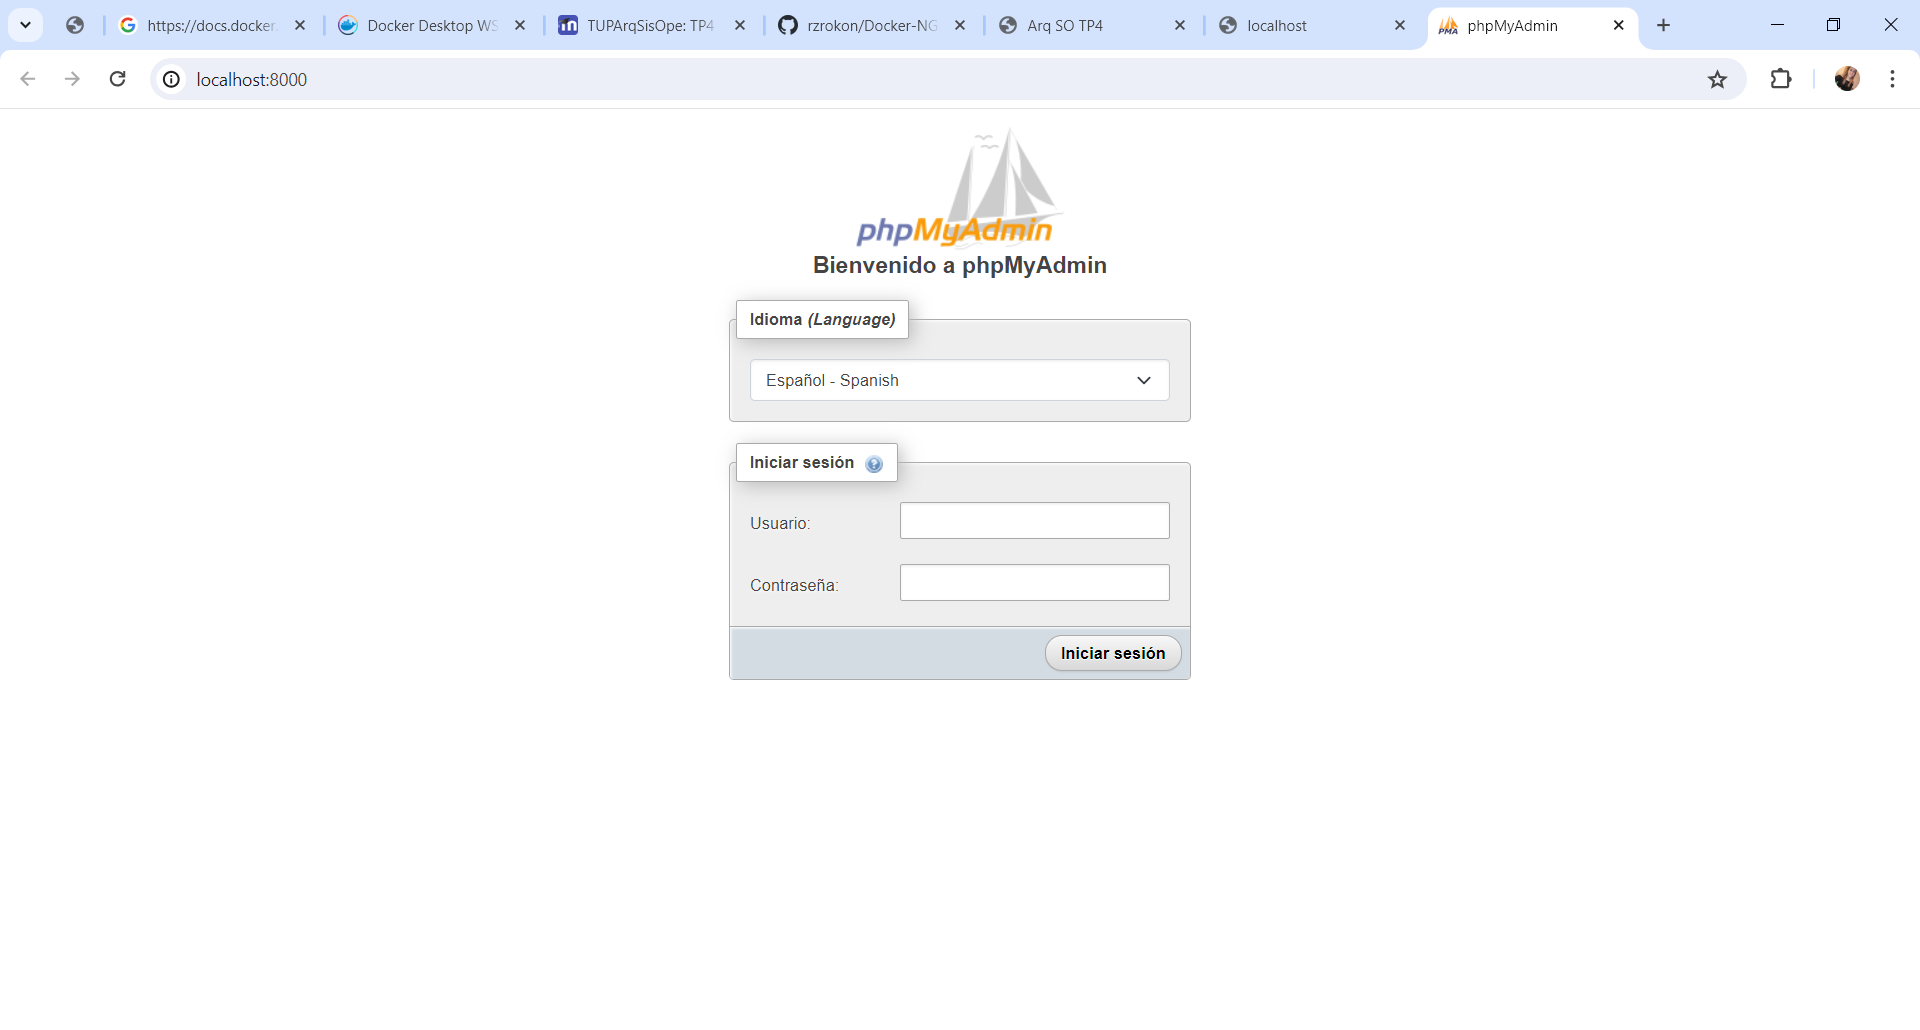 https://docs.docker.
Docker Desktop WS
TUPArqSisOpe: TP4
rzrokon/Docker-NG
Arq SO TP4
localhost
phpMyAdmin
localhost:8000
phpMyAdmin
Bienvenido a phpMyAdmin
Idioma (Language)
Español - Spanish
Iniciar sesión
Usuario:
Contraseña:
Iniciar sesión